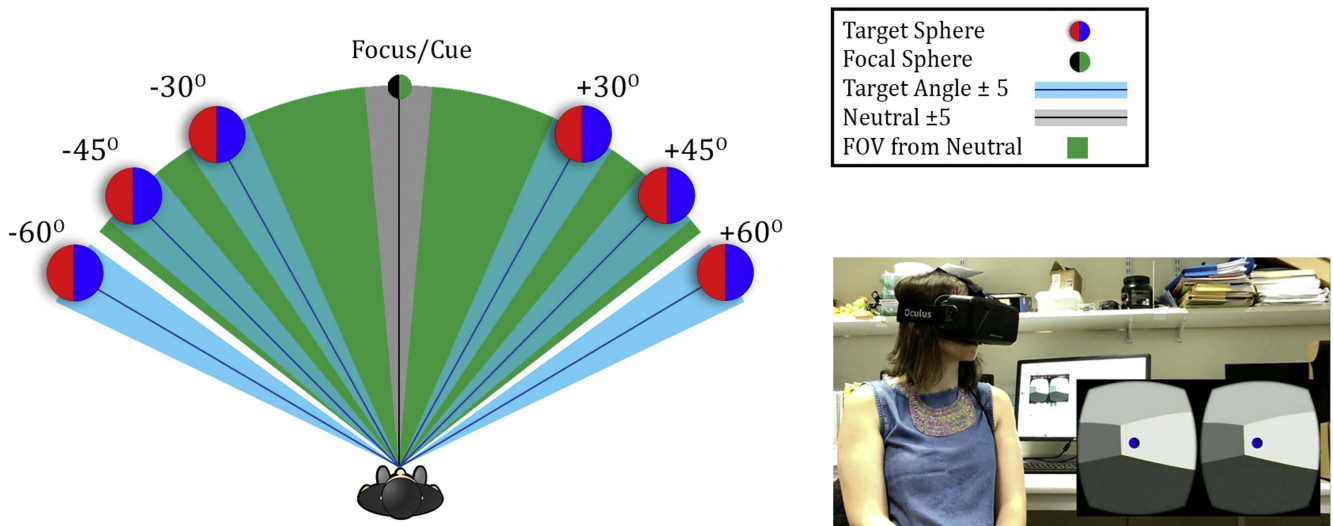 Focus/Cue
-30⁰
+30⁰
-45⁰
+45⁰
-60⁰
+60⁰
Target Sphere
Focal Sphere
Target Angle ± 5
Neutral ±5
FOV from Neutral
Oculus